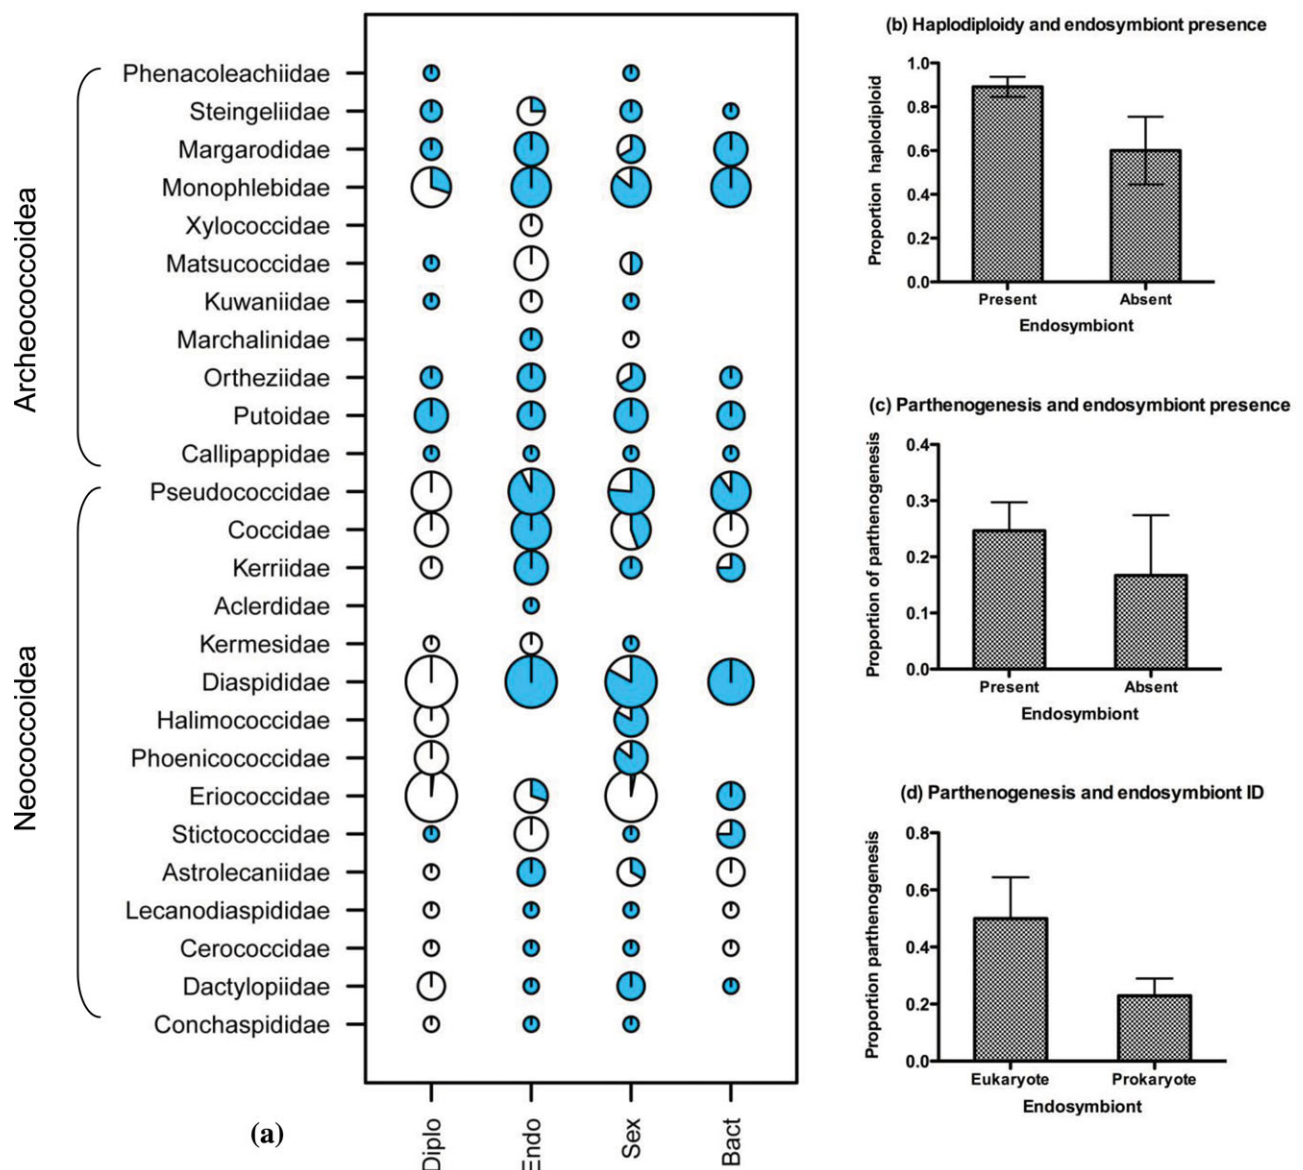 Archeococcoidea
Neococcoidea
Phenacoleachiidae
Steingeliidae
Margarodidae
Monophlebidae
Xylococcidae
Matsucoccidae
Kuwaniidae
Marchalinidae
Ortheziidae
Putoidae
Callipappidae
Pseudococcidae
Coccidae
Kerriidae
Aclerdidae
Kermesidae
Diaspididae
Halimococcidae
Phoenicococcidae
Eriococcidae
Stictococcidae
Astrolecaniidae
Lecanodiaspididae
Cerococcidae
Dactylopiidae
Conchaspididae
Diplo
Endo
Sex
Bact
(a)
(b) Haplodiploidy and endosymbiont presence
Proportion haplodiploid
1.0
0.8
0.6
0.4
0.2
0.0
Present
Absent
Endosymbiont
(c) Parthenogenesis and endosymbiont presence
Proportion of parthenogenesis
0.4
0.3
0.2
0.1
0.0
Present
Absent
Endosymbiont
(d) Parthenogenesis and endosymbiont ID
Proportion parthenogenesis
0.8
0.6
0.4
0.2
0.0
Eukaryote
Prokaryote
Endosymbiont